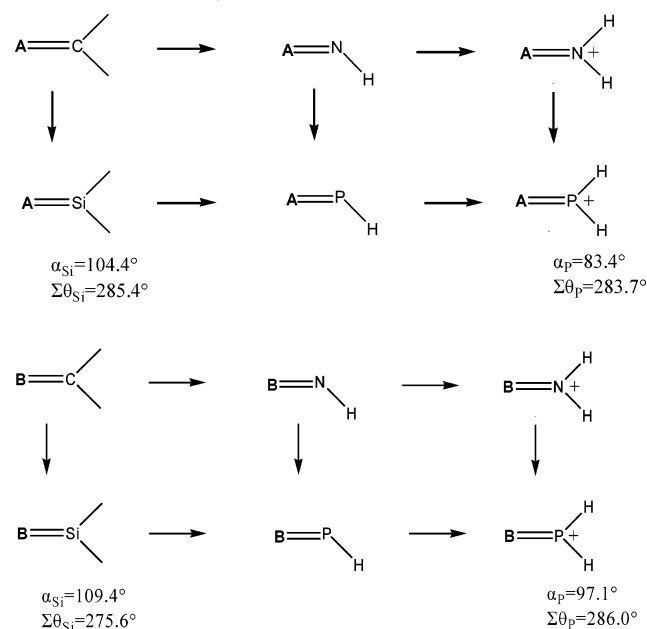 A C N A H A N + H H
A Si A P H A P + H H
αSi=104.4° αP=83.4°
ΣθSi=285.4° ΣθP=283.7°
B C B N H B N + H H
B Si B P H B P + H H
αSi=109.4° αP=97.1°
ΣθSi=275.6° ΣθP=286.0°